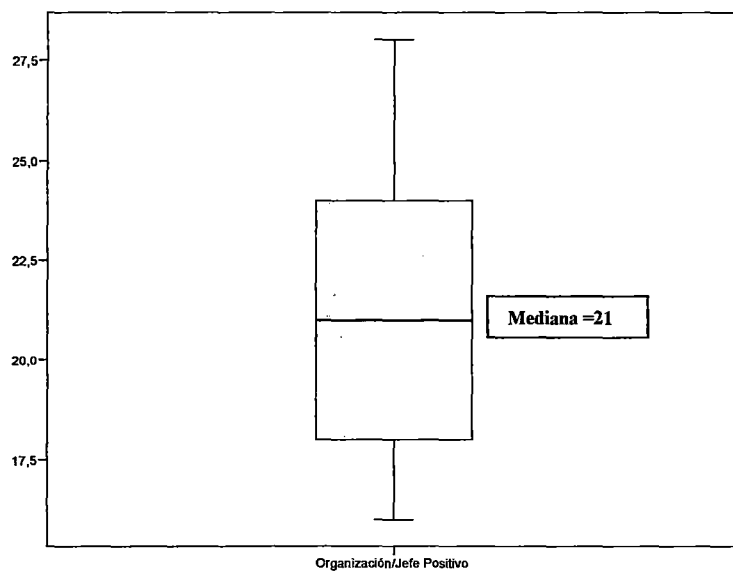 27,5
25,0
22,5
Mediana =21
20,0
17,5
Organización/Jefe Positivo